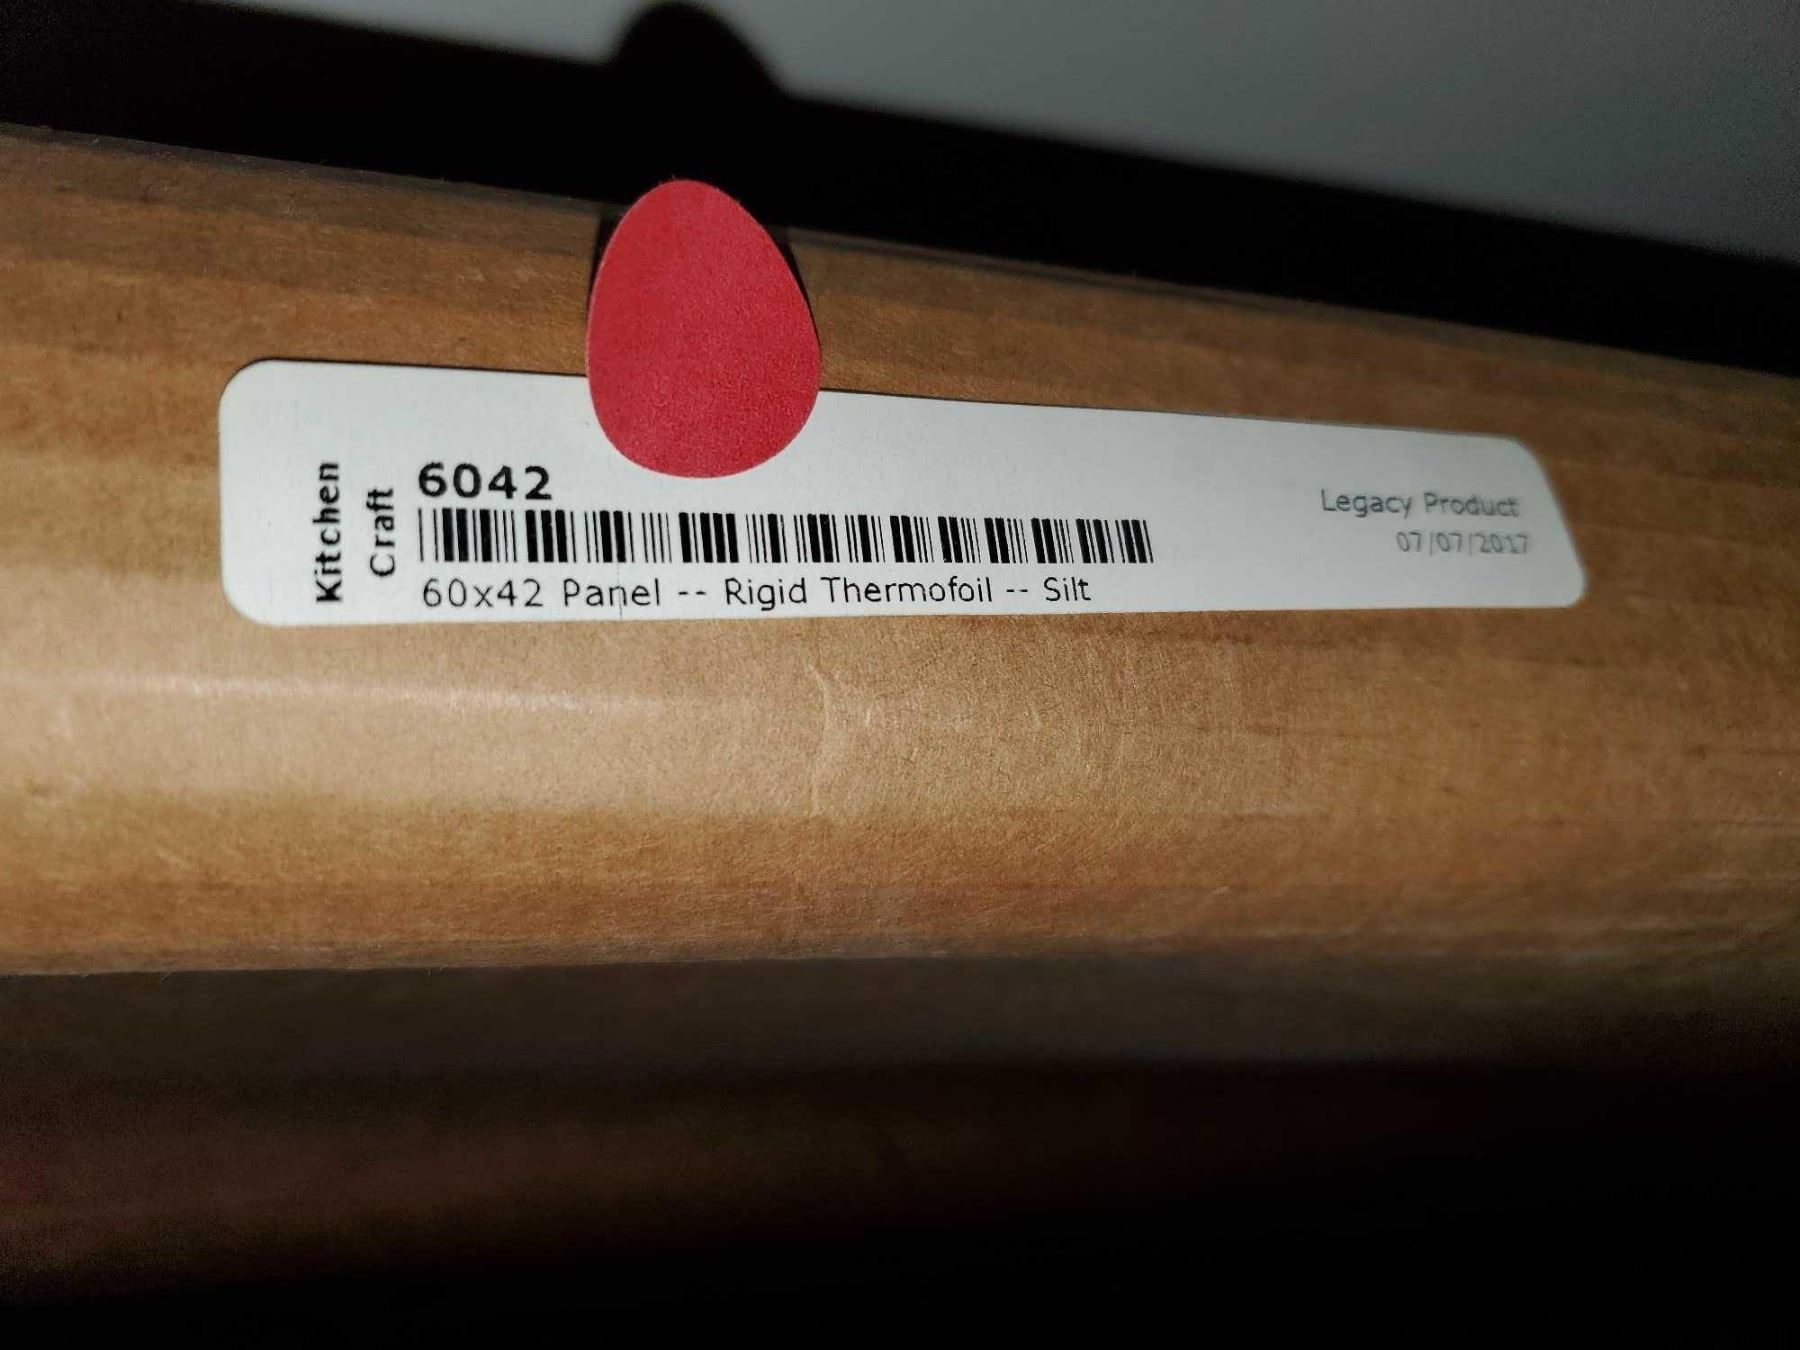 Kitchen
Craft
6042
60x42 Panel -- Rigid Thermofoil -- Silt
Legacy Product
07/07/2017